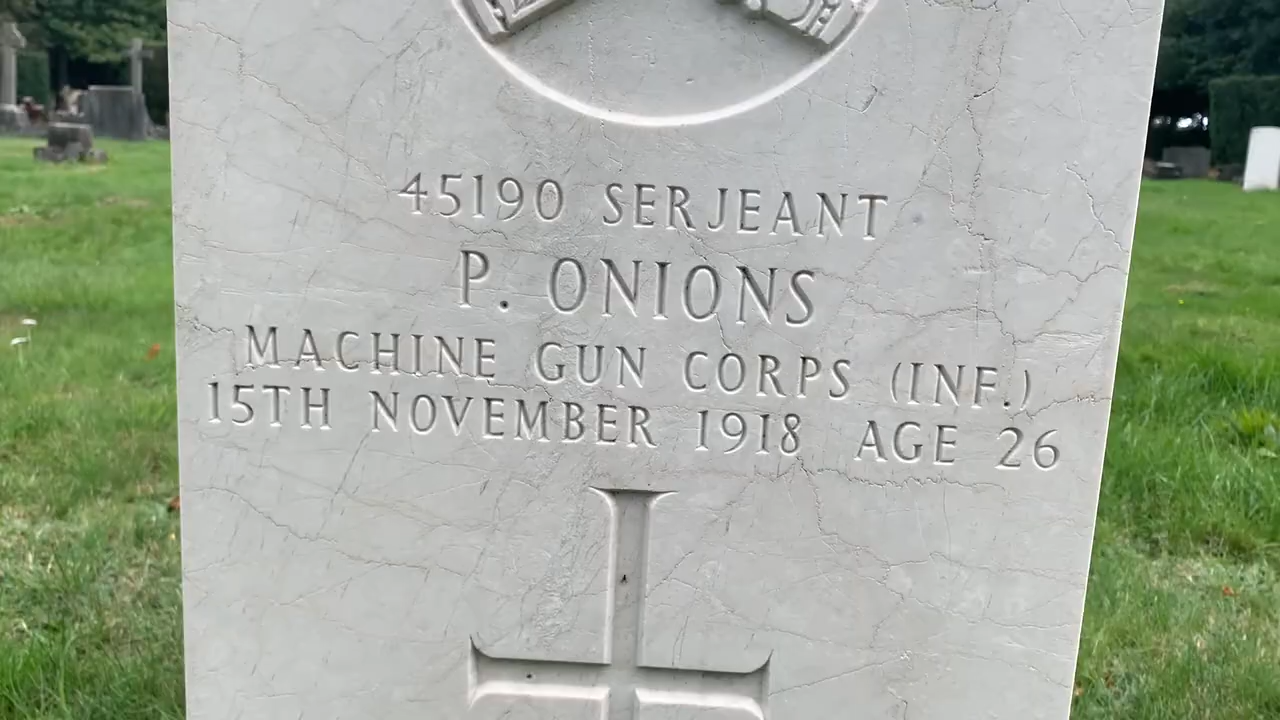 45190 SERJEANT
P. ONIONS
MACHINE GUN CORPS (INF.)
15TH NOVEMBER 1918 AGE 26